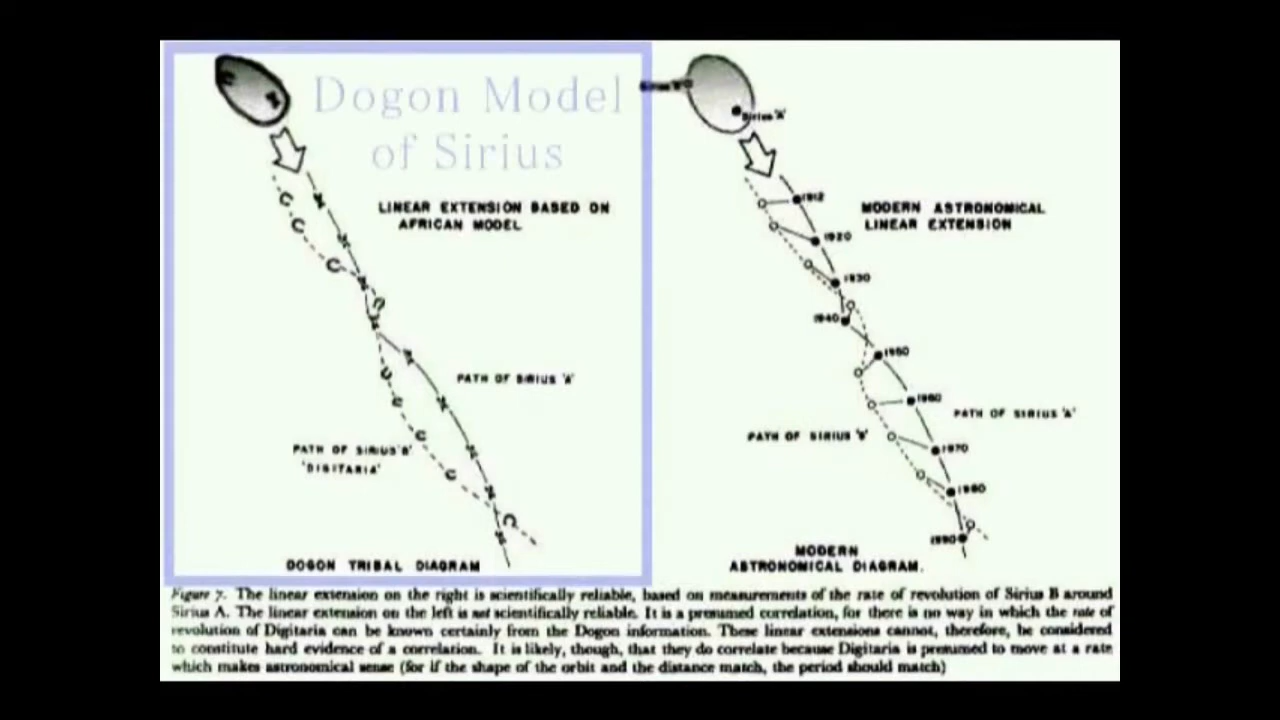 Dogon Model
of Sirius
LINEAR EXTENSION BASED ON
AFRICAN MODEL
PATH OF SIRIUS 'A'
PATH OF SIRIUS 'B'
'DIGITARIA'
DOGON TRIBAL DIAGRAM
Sirius 'B'
Sirius 'A'
1912
1920
1930
1940
1950
1960
1970
1980
1990
MODERN ASTRONOMICAL
LINEAR EXTENSION
PATH OF SIRIUS 'A'
PATH OF SIRIUS 'B'
MODERN
ASTRONOMICAL DIAGRAM.
Figure 7. The linear extension on the right is scientifically reliable, based on measurements of the rate of revolution of Sirius B around
Sirius A. The linear extension on the left is not scientifically reliable. It is a presumed correlation, for there is no way in which the rate of
revolution of Digitaria can be known certainly from the Dogon information. These linear extensions cannot, therefore, be considered
to constitute hard evidence of a correlation. It is likely, though, that they do correlate because Digitaria is presumed to move at a rate
which makes astronomical sense (for if the shape of the orbit and the distance match, the period should match)